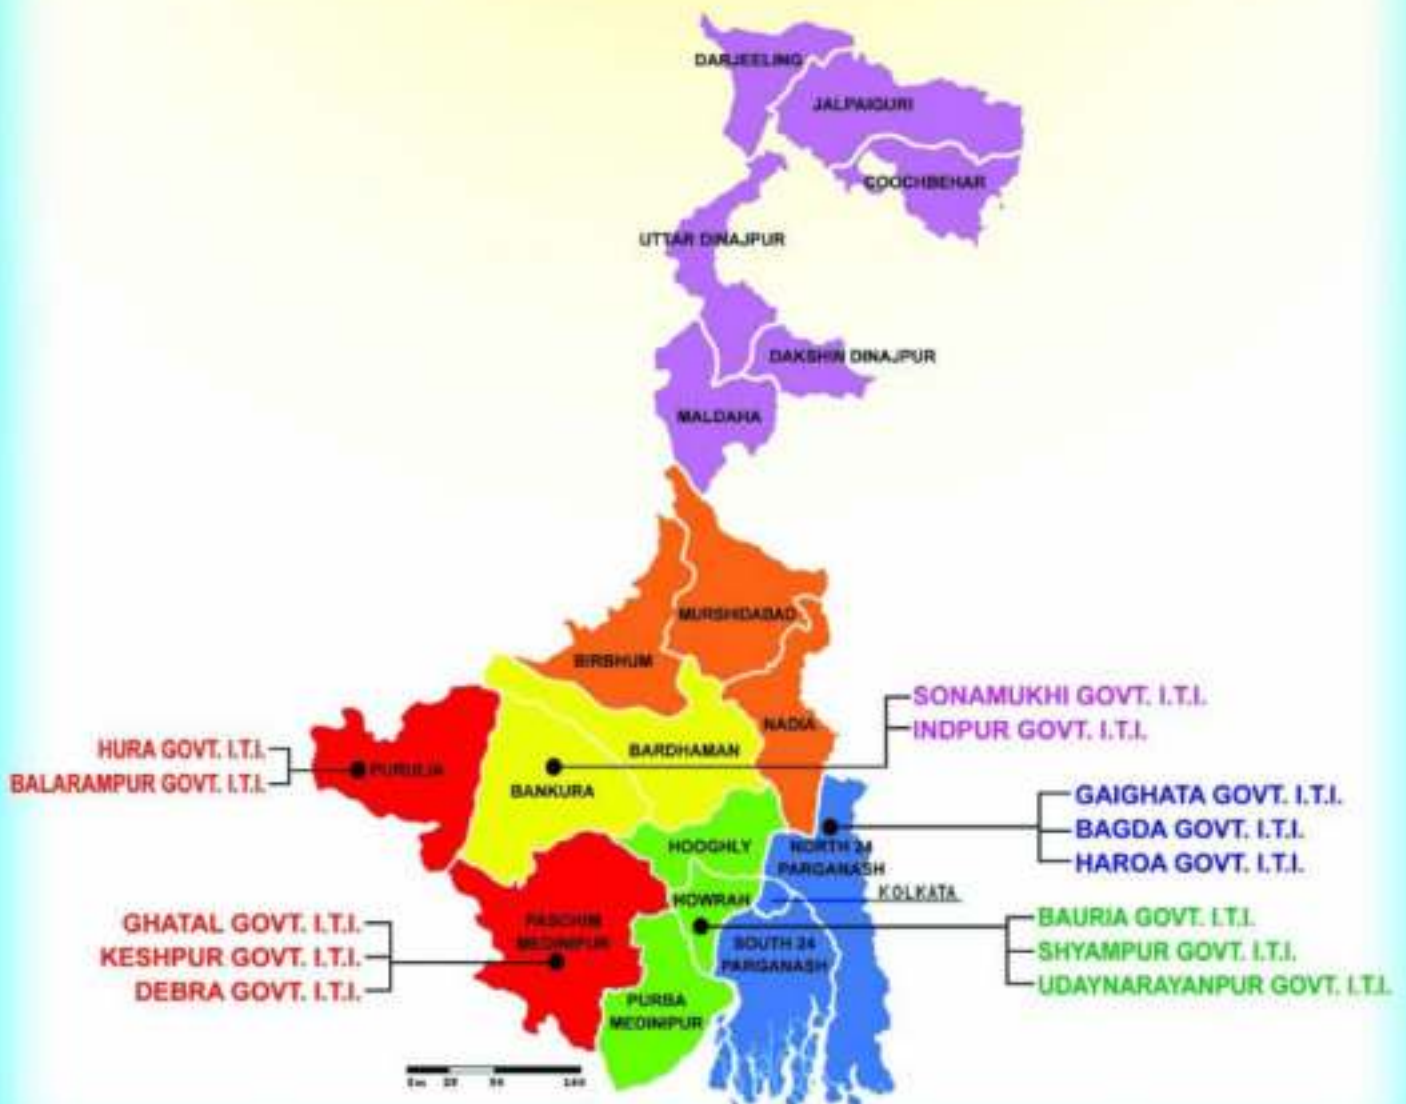 DARJEELING
JALPAIGURI
COOCHBEHAR
UTTAR DINAJPUR
DAKSHIN DINAJPUR
MALDAHA
MURSHIDABAD
BIRBHUM
NADIA
SONAMUKHI GOVT. I.T.I.
INDPUR GOVT. I.T.I.
BARDHAMAN
HURA GOVT. I.T.I.
BALARAMPUR GOVT. I.T.I.
PURULIA
BANKURA
GAIGHATA GOVT. I.T.I.
BAGDA GOVT. I.T.I.
HAROA GOVT. I.T.I.
HOOGHLY
NORTH 24
PARGANASH
KOLKATA
HOWRAH
GHATAL GOVT. I.T.I.
KESHPUR GOVT. I.T.I.
DEBRA GOVT. I.T.I.
PASCHIM
MEDINIPUR
SOUTH 24
PARGANASH
BAURIA GOVT. I.T.I.
SHYAMPUR GOVT. I.T.I.
UDAYNARAYANPUR GOVT. I.T.I.
PURBA
MEDINIPUR